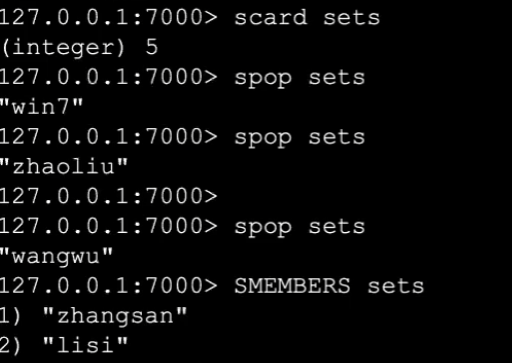 127.0.0.1:7000> scard sets
(integer) 5
127.0.0.1:7000> spop sets
"win7"
127.0.0.1:7000> spop sets
"zhaoliu"
127.0.0.1:7000>
127.0.0.1:7000> spop sets
"wangwu"
127.0.0.1:7000> SMEMBERS sets
1) "zhangsan"
2) "lisi"